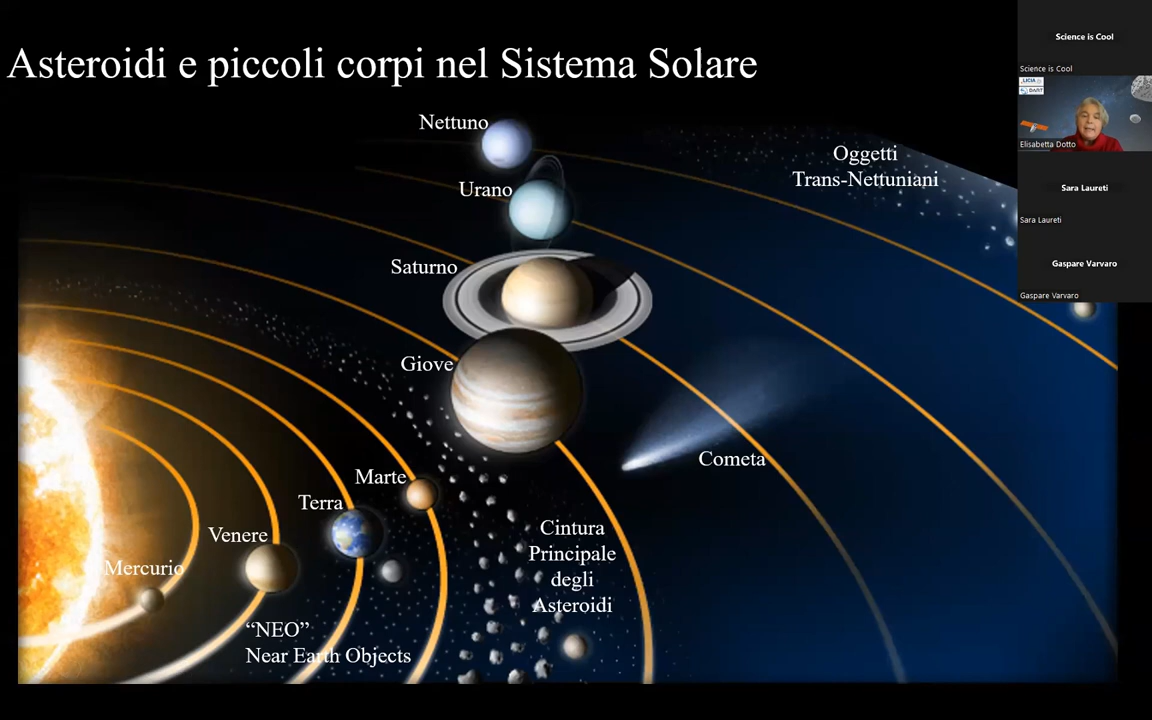 Asteroidi e piccoli corpi nel Sistema Solare
Nettuno
Urano
Saturno
Giove
Marte
Terra
Venere
Mercurio
"NEO"
Near Earth Objects
Cintura
Principale
degli
Asteroidi
Cometa
Oggetti
Trans-Nettuniani
Science is Cool
Science is Cool
LICIA
DART
Elisabetta Dotto
Sara Laureti
Sara Laureti
Gaspare Varvaro
Gaspare Varvaro